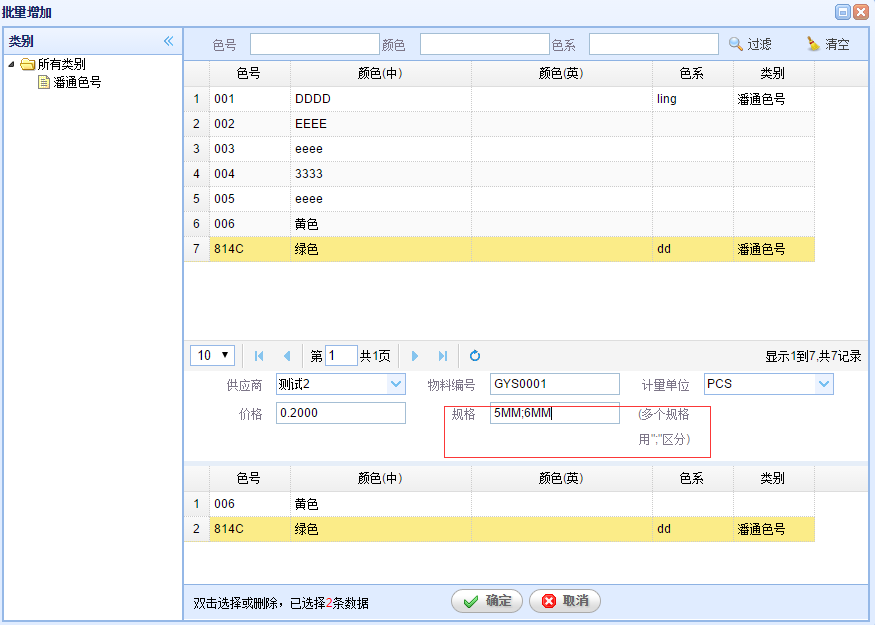 批量增加
类别
所有类别
潘通色号
色号 颜色 色系 过滤 清空
色号 颜色(中) 颜色(英) 色系 类别
1 001 DDDD ling 潘通色号
2 002 EEEE
3 003 eeee
4 004 3333
5 005 eeee
6 006 黄色
7 814C 绿色 dd 潘通色号
10 第 1 共1页 显示1到7,共7记录
供应商 测试2 物料编号 GYS0001 计量单位 PCS
价格 0.2000 规格 5MM;6MM (多个规格
用";"区分)
色号 颜色(中) 颜色(英) 色系 类别
1 006 黄色
2 814C 绿色 dd 潘通色号
双击选择或删除，已选择2条数据 确定 取消